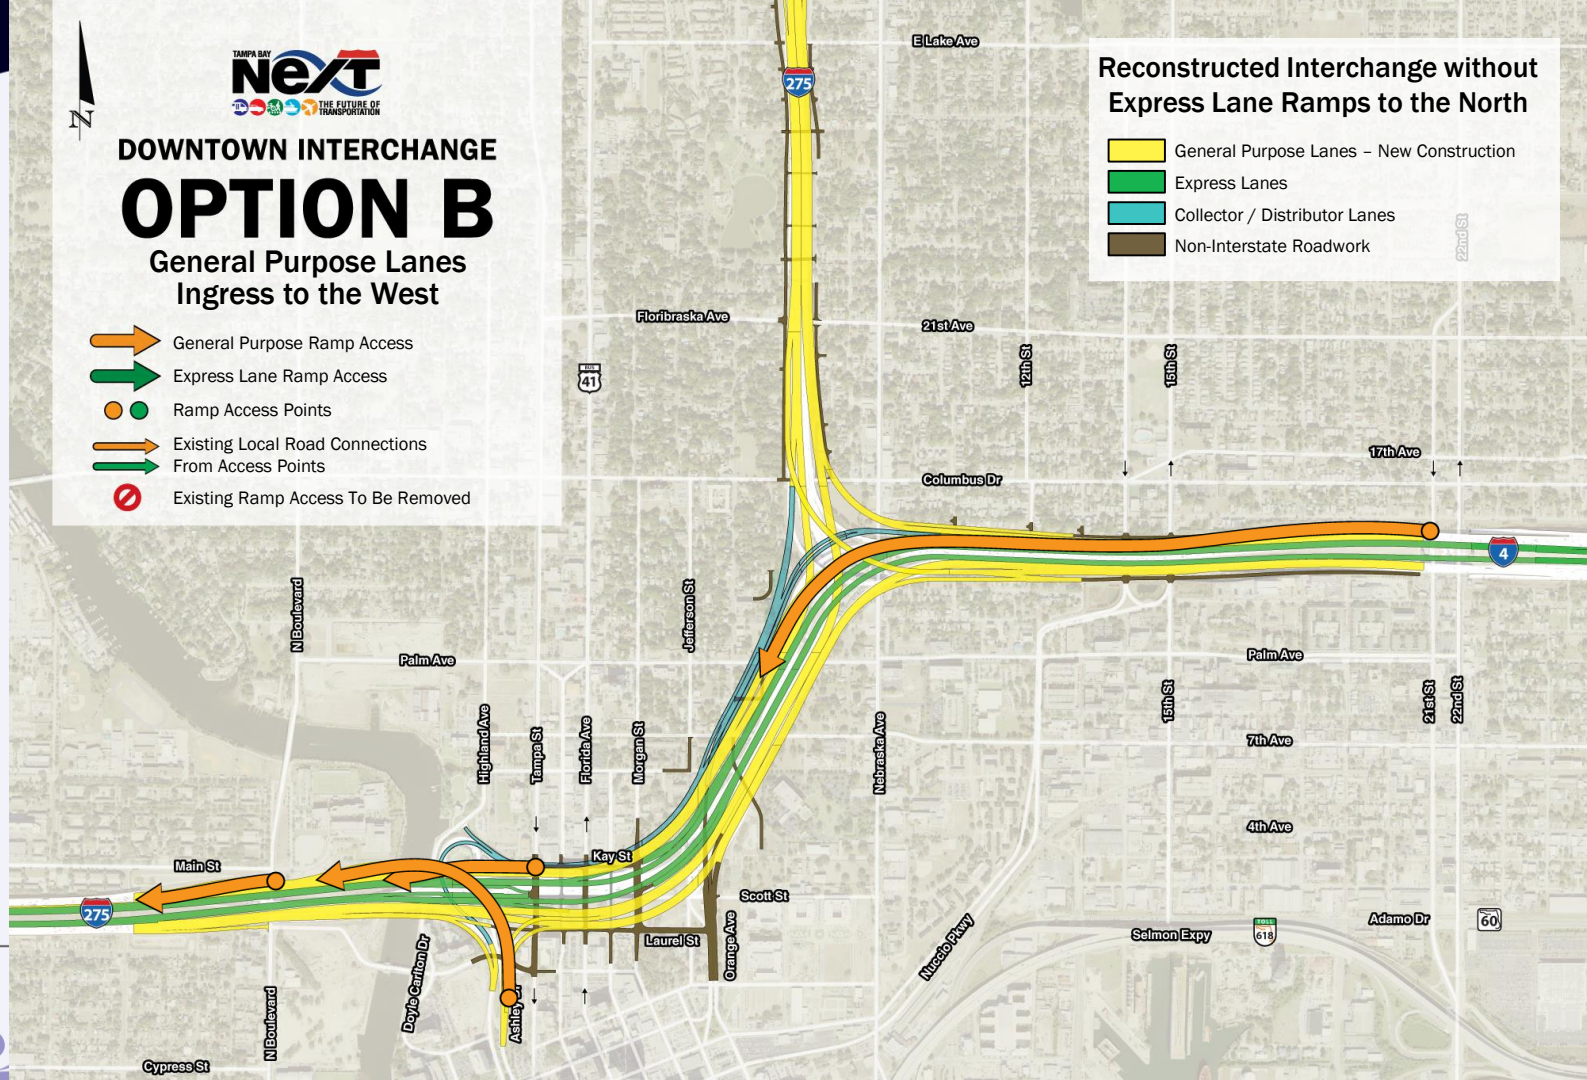 N
TAMPA BAY
NeXT
THE FUTURE OF
TRANSPORTATION
DOWNTOWN INTERCHANGE
OPTION B
General Purpose Lanes
Ingress to the West
General Purpose Ramp Access
Express Lane Ramp Access
Ramp Access Points
Existing Local Road Connections
From Access Points
Existing Ramp Access To Be Removed
Reconstructed Interchange without
Express Lane Ramps to the North
General Purpose Lanes – New Construction
Express Lanes
Collector / Distributor Lanes
Non-Interstate Roadwork
E Lake Ave
275
22nd St
Floribraska Ave
21st Ave
12th St
15th St
BUS
41
17th Ave
Columbus Dr
4
N Boulevard
Jefferson St
Palm Ave
Palm Ave
15th St
21st St
22nd St
Highland Ave
Tampa St
Florida Ave
Morgan St
Nebraska Ave
7th Ave
4th Ave
Main St
Kay St
Scott St
275
Laurel St
Orange Ave
Nuccio Pkwy
Selmon Expy
TOLL
618
Adamo Dr
60
Doyle Carlton Dr
N Boulevard
Ashley Dr
Cypress St